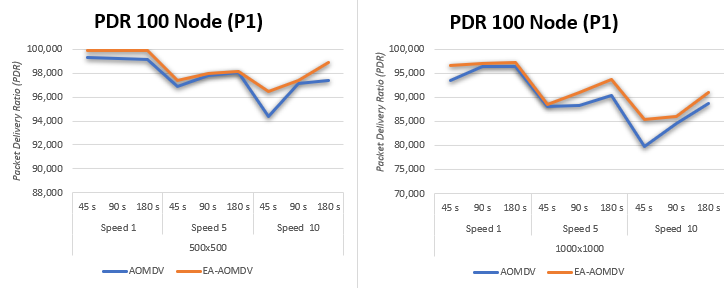 PDR 100 Node (P1)
Packet Delivery Ratio (PDR)
100,000
98,000
96,000
94,000
92,000
90,000
88,000
45 s 90 s 180 s 45 s 90 s 180 s 45 s 90 s 180 s
Speed 1 Speed 5 Speed 10
500x500
AOMDV EA-AOMDV
PDR 100 Node (P1)
Packet Delivery Ratio (PDR)
100,000
95,000
90,000
85,000
80,000
75,000
70,000
45 s 90 s 180 s 45 s 90 s 180 s 45 s 90 s 180 s
Speed 1 Speed 5 Speed 10
1000x1000
AOMDV EA-AOMDV